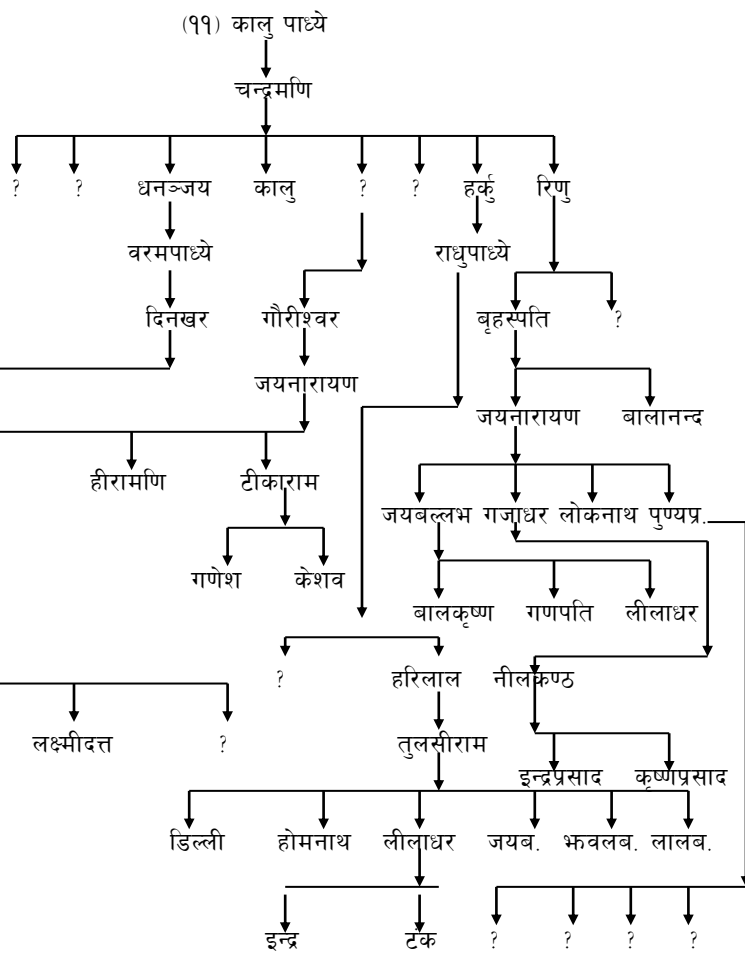 (११) कालु पाध्ये
चन्द्रमणि
? ? धनञ्जय कालु ? ? हर्कु रिणु
वरमपाध्ये राधुपाध्ये
दिनखर गौरीश्वर बृहस्पति ?
जयनारायण
जयनारायण बालानन्द
हीरामणि टीकाराम
जयबल्लभ गजाधर लोकनाथ पुण्यप्र.
गणेश केशव
बालकृष्ण गणपति लीलाधर
? हरिलाल नीलकण्ठ
लक्ष्मीदत्त ? तुलसीराम
इन्द्रप्रसाद कृष्णप्रसाद
डिल्ली होमनाथ लीलाधर जयब. झवलब. लालब.
इन्द्र टंक ? ? ? ?